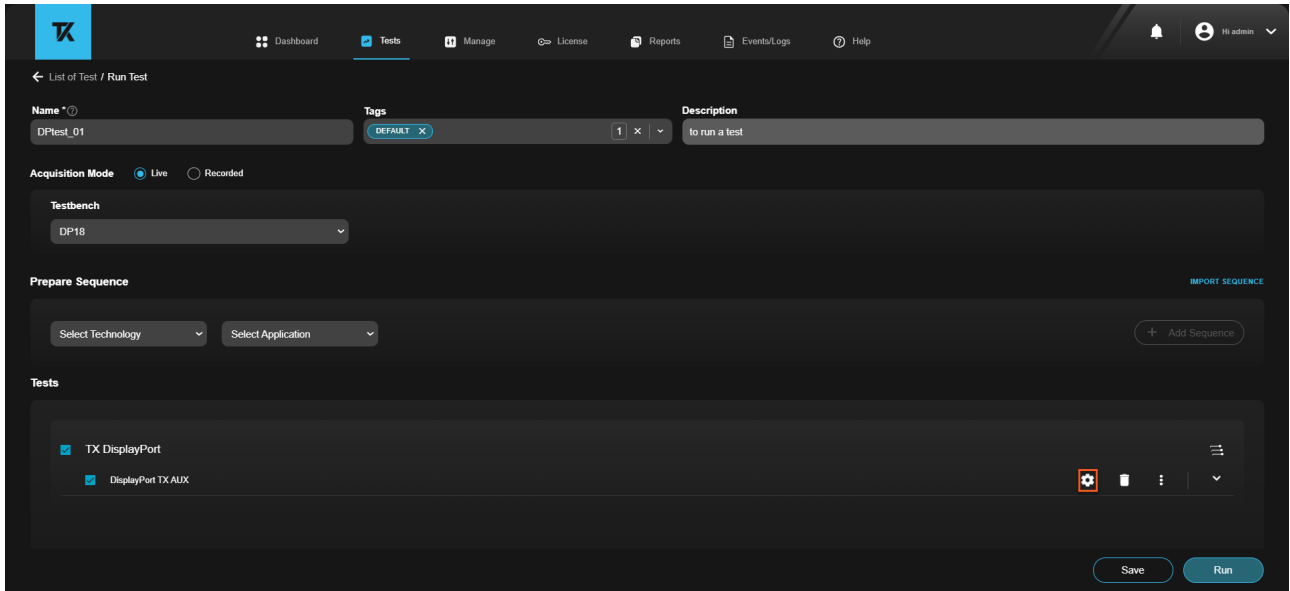 TK
Dashboard Tests Manage License Reports Events/Logs Help Hi admin
List of Test / Run Test
Name * Tags Description
DPtest_01 DEFAULT 1 to run a test
Acquisition Mode Live Recorded
Testbench
DP18
Prepare Sequence IMPORT SEQUENCE
Select Technology Select Application + Add Sequence
Tests
TX DisplayPort
DisplayPort TX AUX
Save Run